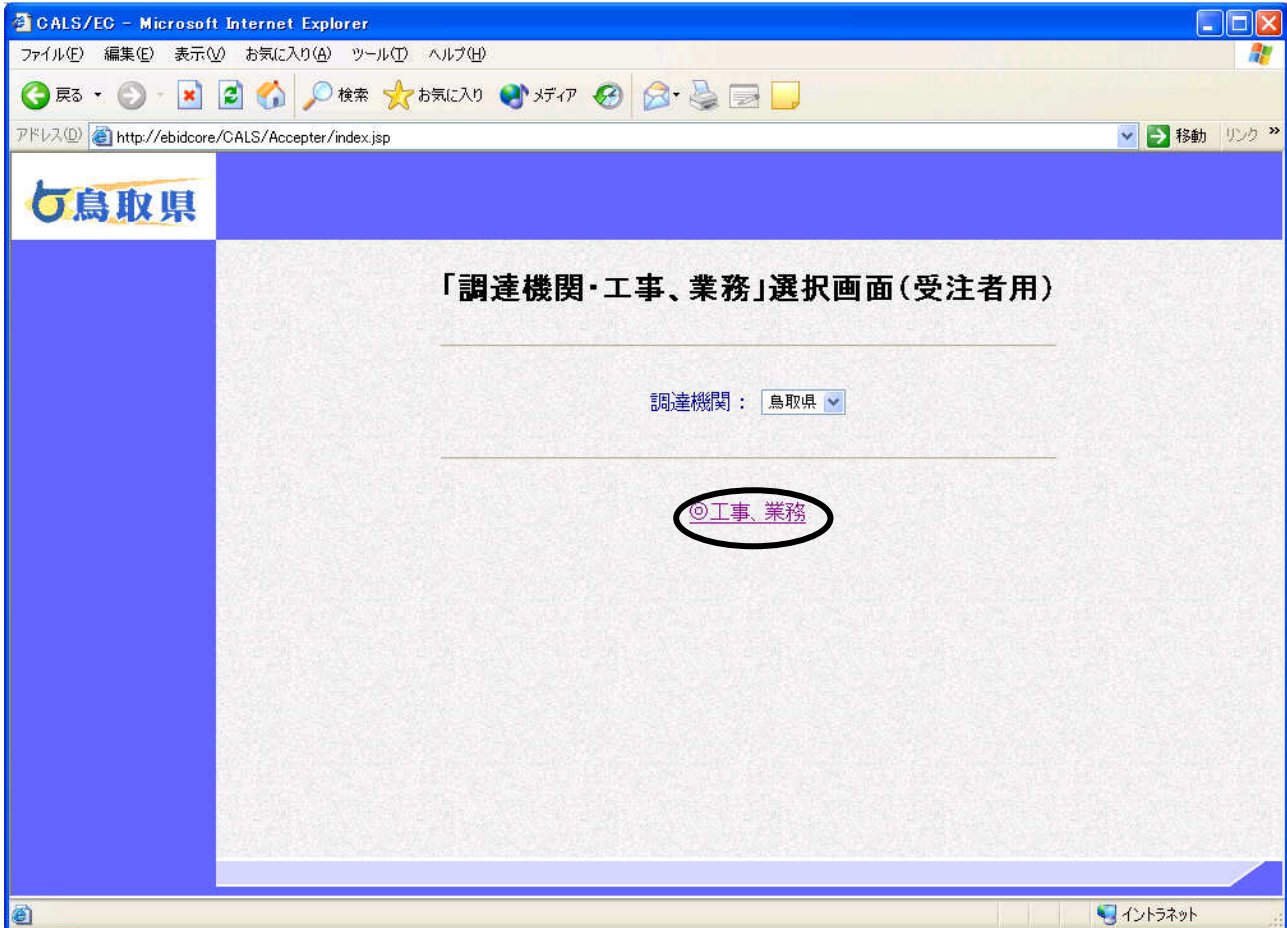 CALS/EC - Microsoft Internet Explorer
ファイル(F) 編集(E) 表示(V) お気に入り(A) ツール(T) ヘルプ(H)
戻る 検索 お気に入り メディア
アドレス(D) http://ebidcore/CALS/Accepter/index.jsp 移動 リンク »
鳥取県
「調達機関・工事、業務」選択画面(受注者用)
調達機関： 鳥取県
◎工事、業務
イントラネット